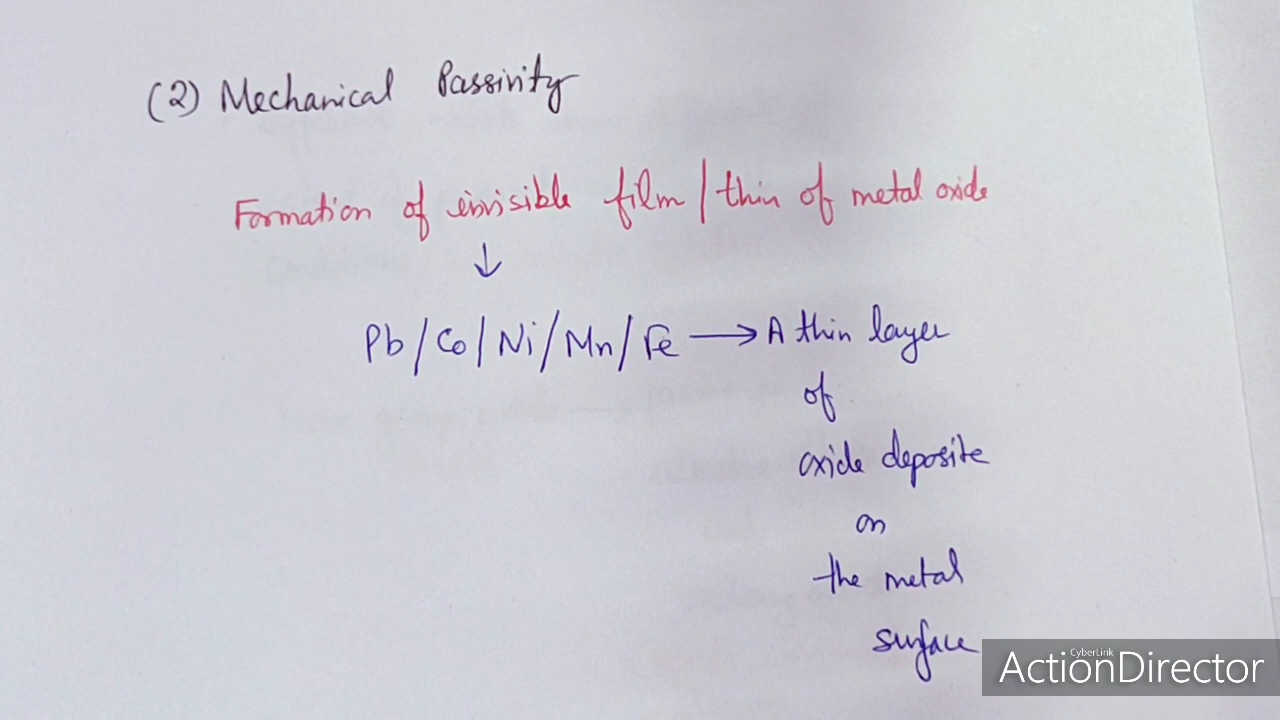 (2) Mechanical Passivity
Formation of invisible film / thin of metal oxide
↓
Pb / Co / Ni / Mn / Fe → A thin layer
of
oxide deposite
on
the metal
surface
CyberLink
ActionDirector